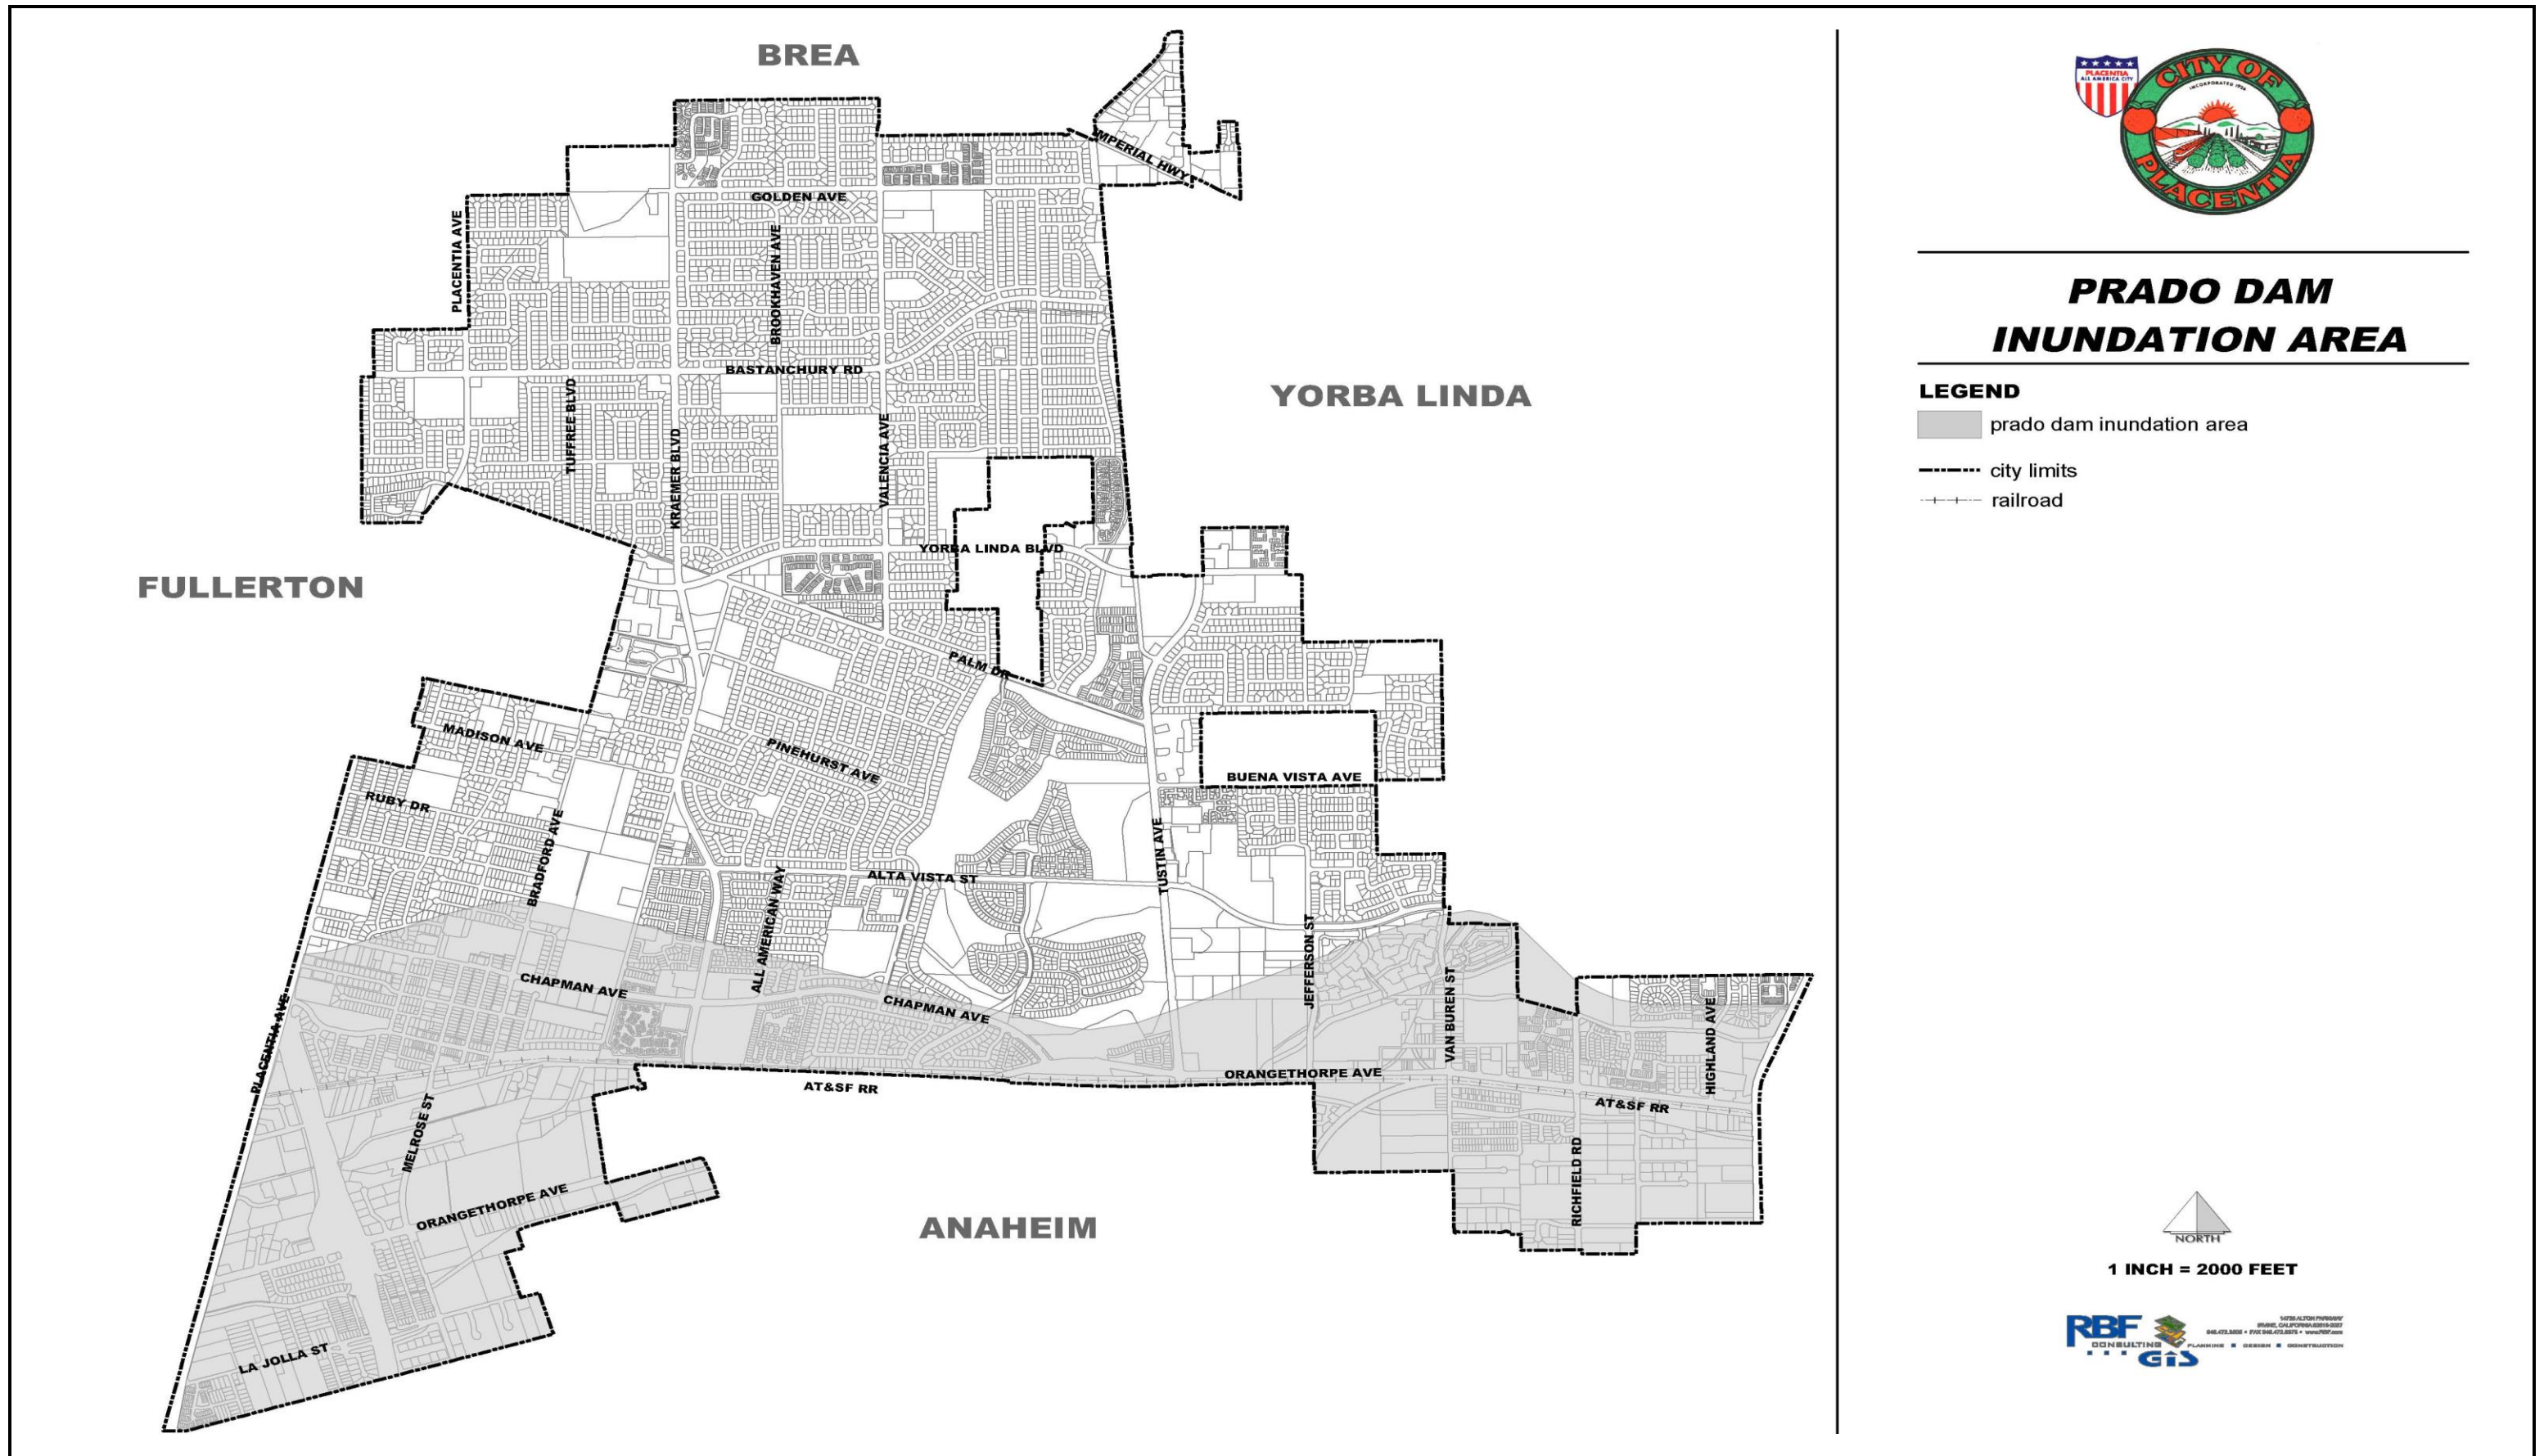 BREA
IMPERIAL HWY
GOLDEN AVE
PLACENTIA AVE
BROOKHAVEN AVE
BASTANCHURY RD
YORBA LINDA
TUFFREE BLVD
KRAEMER BLVD
VALENCIA AVE
YORBA LINDA BLVD
FULLERTON
PALM DR
MADISON AVE
PINEHURST AVE
BUENA VISTA AVE
RUBY DR
BRADFORD AVE
TUSTIN AVE
ALTA VISTA ST
ALL AMERICAN WAY
JEFFERSON ST
CHAPMAN AVE
CHAPMAN AVE
VAN BUREN ST
HIGHLAND AVE
PLACENTIA AVE
ORANGETHORPE AVE
AT&SF RR
AT&SF RR
MELROSE ST
RICHFIELD RD
ORANGETHORPE AVE
ANAHEIM
LA JOLLA ST
PLACENTIA
ALL AMERICA CITY
CITY OF
INCORPORATED 1926
PLACENTIA
PRADO DAM
INUNDATION AREA
LEGEND
prado dam inundation area
city limits
railroad
NORTH
1 INCH = 2000 FEET
RBF
CONSULTING
GIS
PLANNING ■ DESIGN ■ CONSTRUCTION